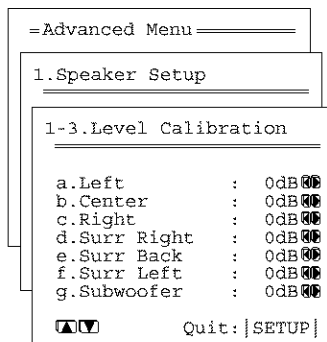 =Advanced Menu
1.Speaker Setup
1-3.Level Calibration
a.Left : 0dB
b.Center : 0dB
c.Right : 0dB
d.Surr Right : 0dB
e.Surr Back : 0dB
f.Surr Left : 0dB
g.Subwoofer : 0dB
Quit:|SETUP|